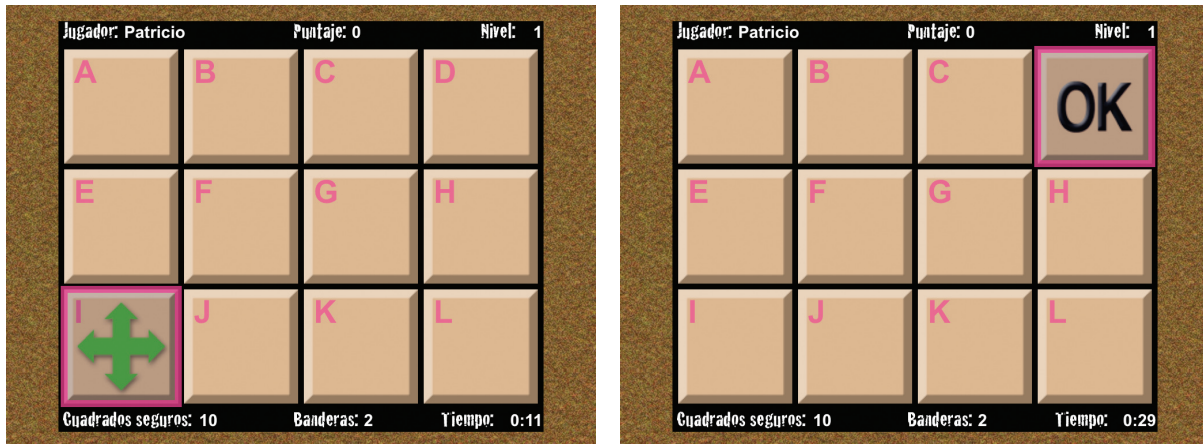 Jugador: Patricio Puntaje: 0 Nivel: 1
A B C D
E F G H
I J K L
Cuadrados seguros: 10 Banderas: 2 Tiempo: 0:11
Jugador: Patricio Puntaje: 0 Nivel: 1
A B C OK
E F G H
I J K L
Cuadrados seguros: 10 Banderas: 2 Tiempo: 0:29